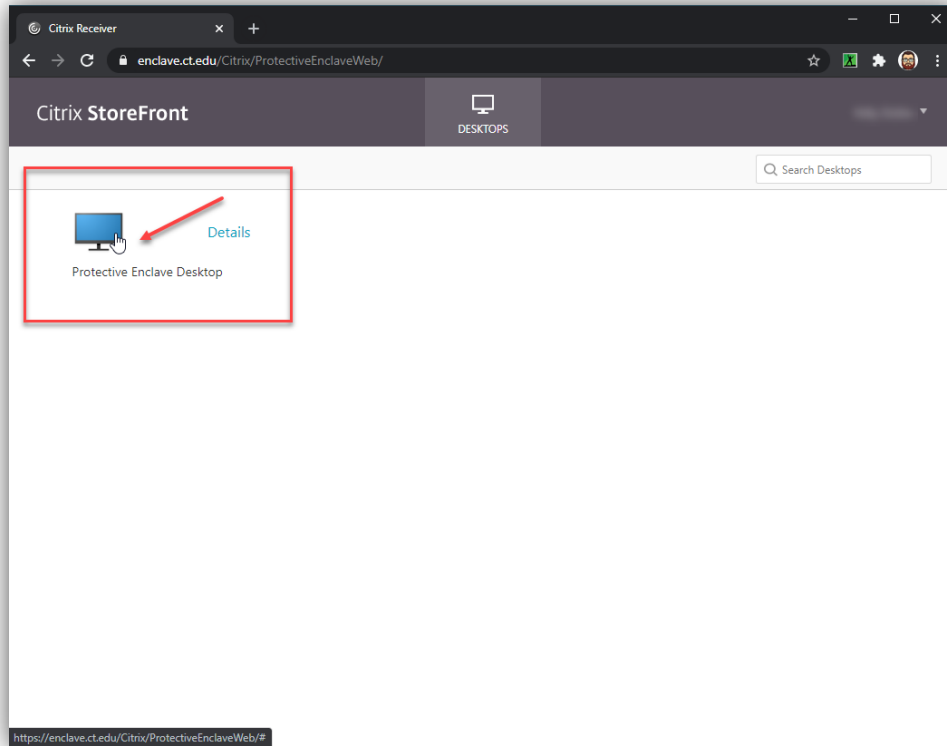 Citrix Receiver
enclave.ct.edu/Citrix/ProtectiveEnclaveWeb/
Citrix StoreFront
DESKTOPS
Search Desktops
Details
Protective Enclave Desktop
https://enclave.ct.edu/Citrix/ProtectiveEnclaveWeb/#